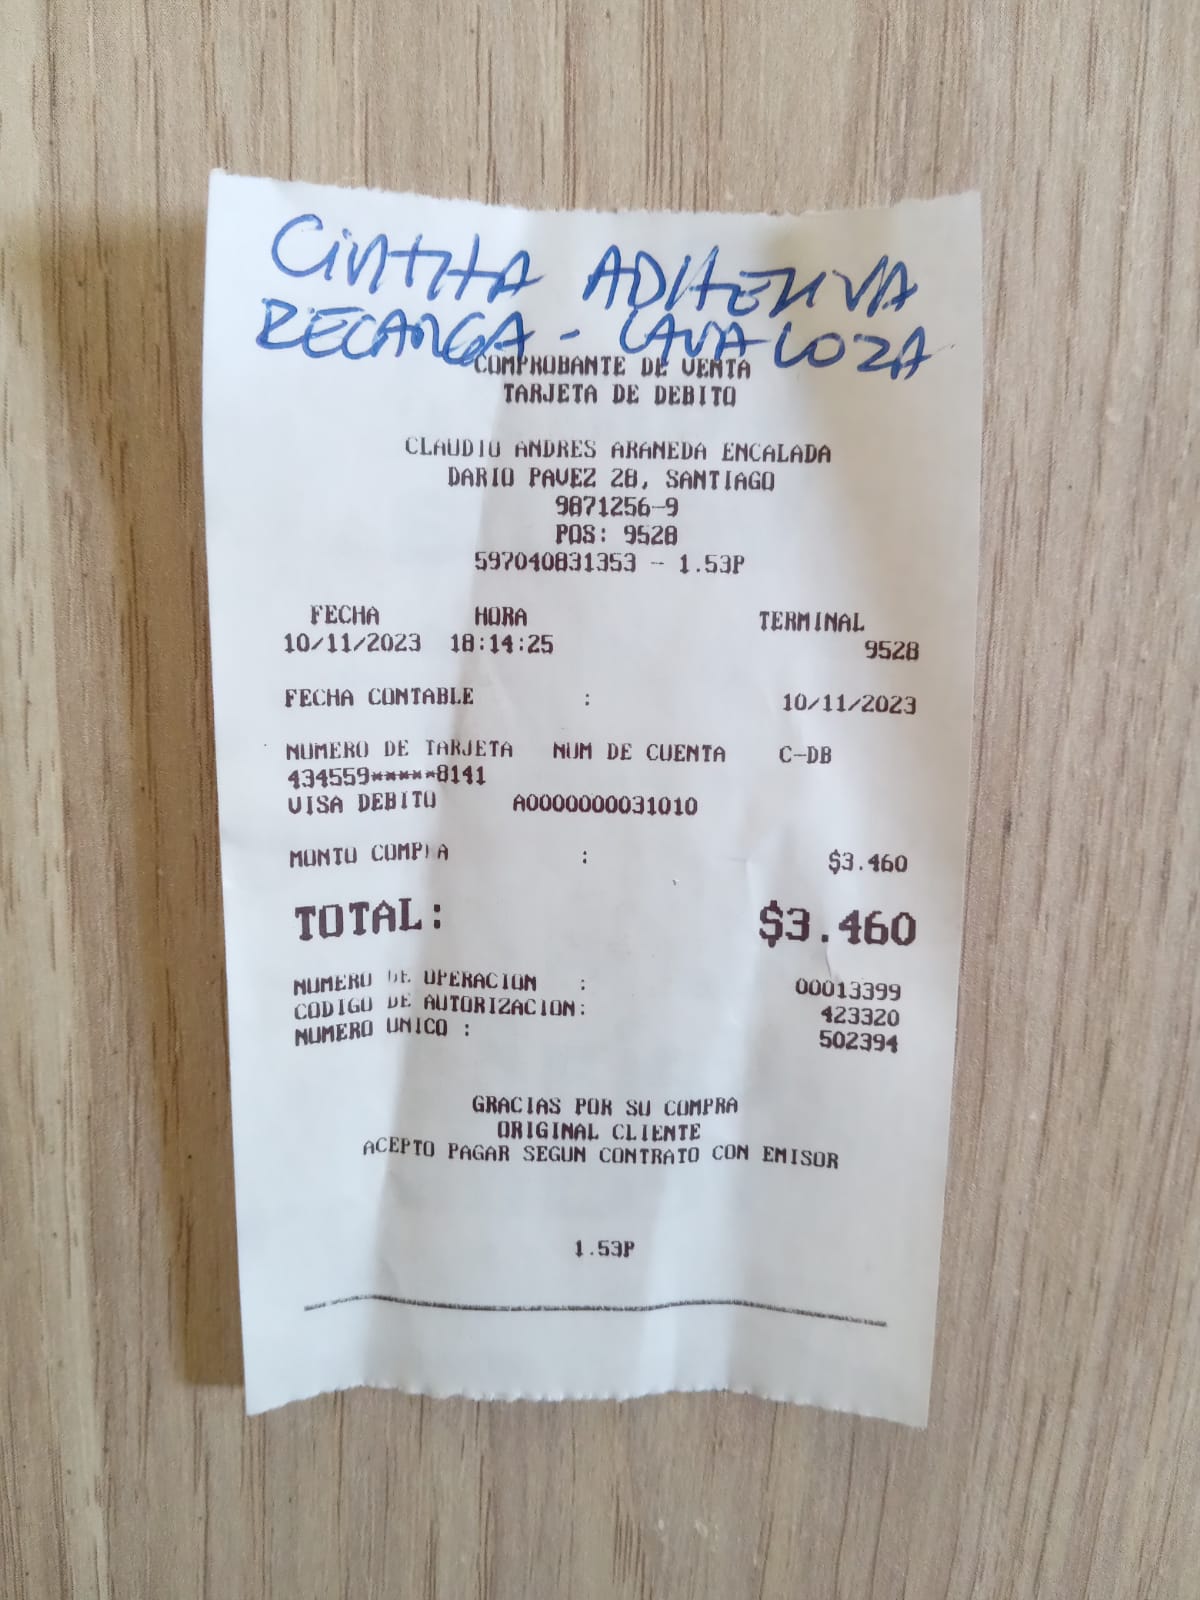 CINTITA ADHESIVA
RECARGA - LAVALOZA
COMPROBANTE DE VENTA
TARJETA DE DEBITO
CLAUDIO ANDRES ARANEDA ENCALADA
DARIO PAVEZ 28, SANTIAGO
9871256-9
POS: 9528
597040831353 - 1.53P
FECHA HORA TERMINAL
10/11/2023 18:14:25 9528
FECHA CONTABLE : 10/11/2023
NUMERO DE TARJETA NUM DE CUENTA C-DB
434559*****8141
VISA DEBITO A0000000031010
MONTO COMPRA : $3.460
TOTAL: $3.460
NUMERO DE OPERACION : 00013399
CODIGO DE AUTORIZACION: 423320
NUMERO UNICO : 502394
GRACIAS POR SU COMPRA
ORIGINAL CLIENTE
ACEPTO PAGAR SEGUN CONTRATO CON EMISOR
1.53P